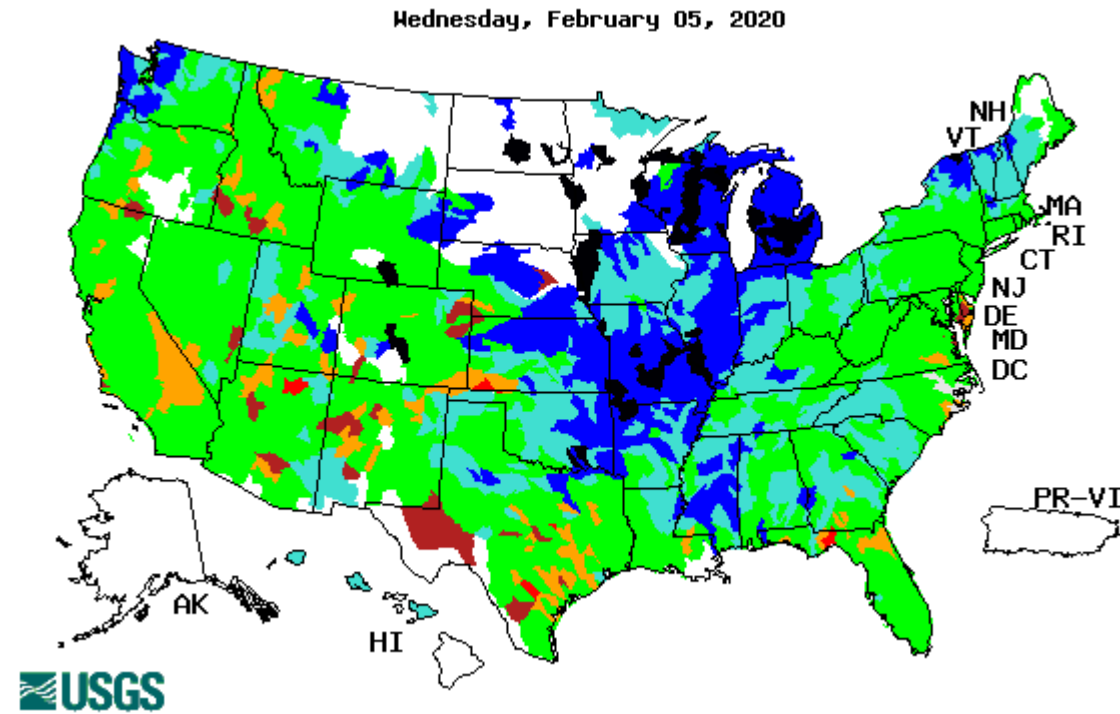 Wednesday, February 05, 2020
NH
VT
MA
RI
CT
NJ
DE
MD
DC
PR-VI
AK
HI
USGS